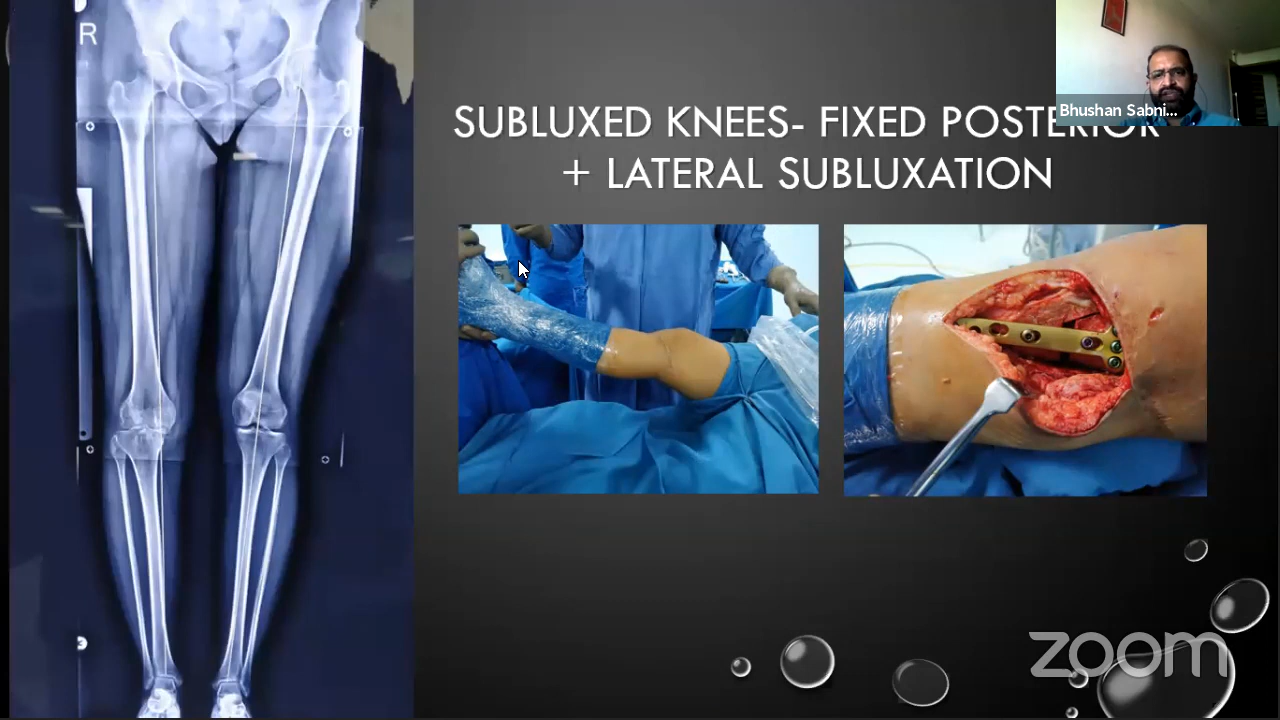 R
SUBLUXED KNEES- FIXED POSTERIOR
+ LATERAL SUBLUXATION
Bhushan Sabni...
zoom